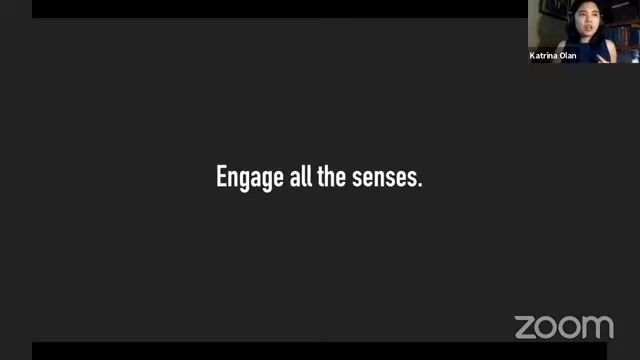 Katrina Olan
Engage all the senses.
zoom